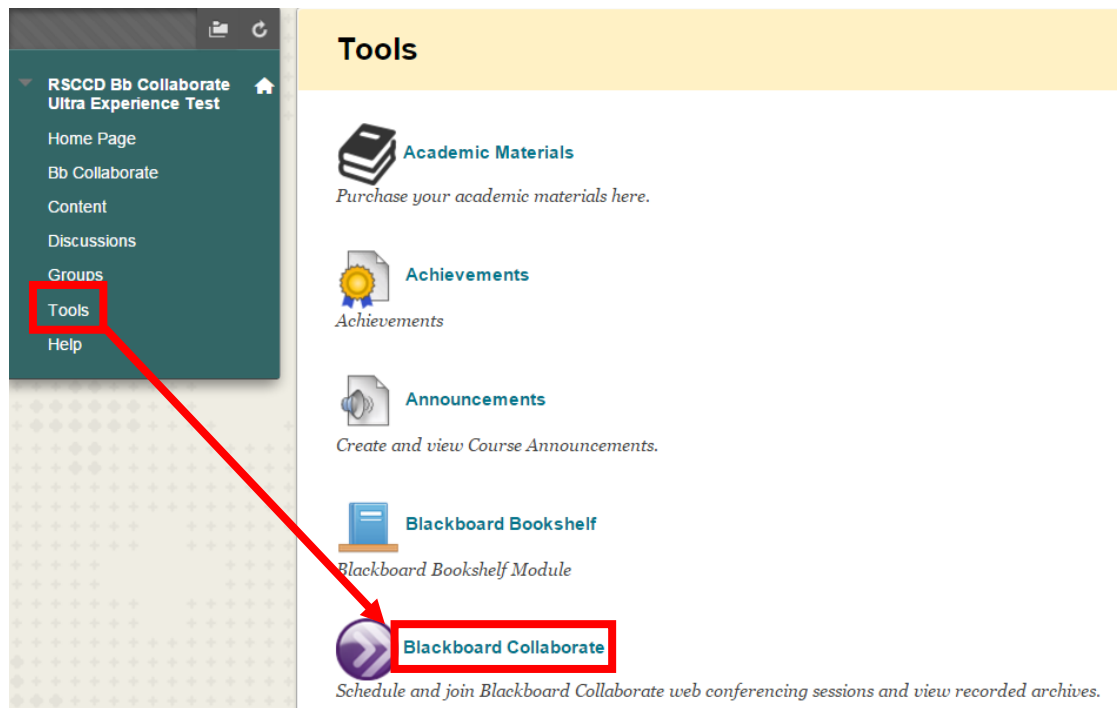 RSCCD Bb Collaborate
Ultra Experience Test
Home Page
Bb Collaborate
Content
Discussions
Groups
Tools
Help
Tools
Academic Materials
Purchase your academic materials here.
Achievements
Achievements
Announcements
Create and view Course Announcements.
Blackboard Bookshelf
Blackboard Bookshelf Module
Blackboard Collaborate
Schedule and join Blackboard Collaborate web conferencing sessions and view recorded archives.